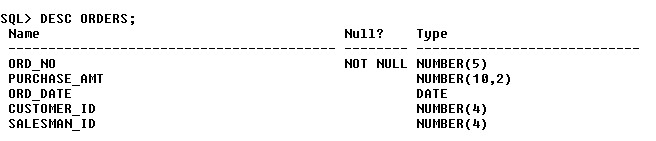 SQL> DESC ORDERS;
Name Null? Type
----------------------------------------- -------- ----------------------------
ORD_NO NOT NULL NUMBER(5)
PURCHASE_AMT NUMBER(10,2)
ORD_DATE DATE
CUSTOMER_ID NUMBER(4)
SALESMAN_ID NUMBER(4)